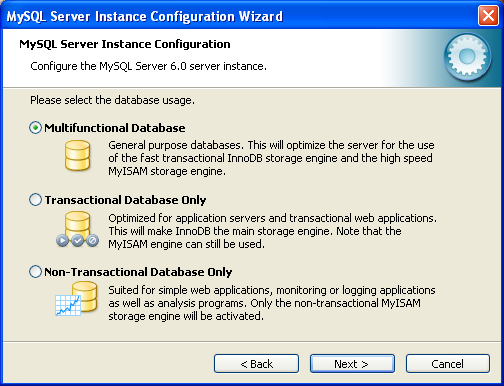 MySQL Server Instance Configuration Wizard
MySQL Server Instance Configuration
Configure the MySQL Server 6.0 server instance.
Please select the database usage.
Multifunctional Database
General purpose databases. This will optimize the server for the use
of the fast transactional InnoDB storage engine and the high speed
MyISAM storage engine.
Transactional Database Only
Optimized for application servers and transactional web applications.
This will make InnoDB the main storage engine. Note that the
MyISAM engine can still be used.
Non-Transactional Database Only
Suited for simple web applications, monitoring or logging applications
as well as analysis programs. Only the non-transactional MyISAM
storage engine will be activated.
< Back
Next >
Cancel